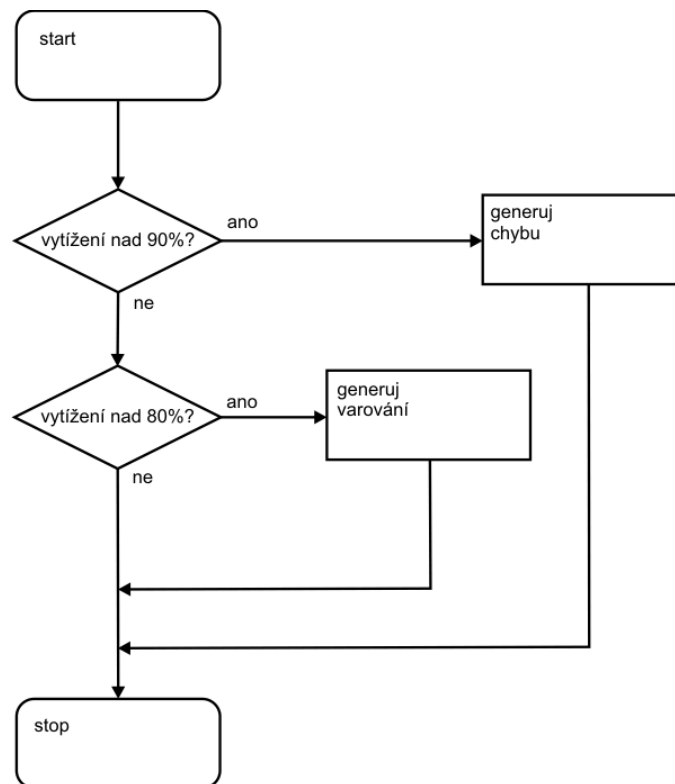 start
vytížení nad 90%?
ano
generuj
chybu
ne
vytížení nad 80%?
ano
generuj
varování
ne
stop